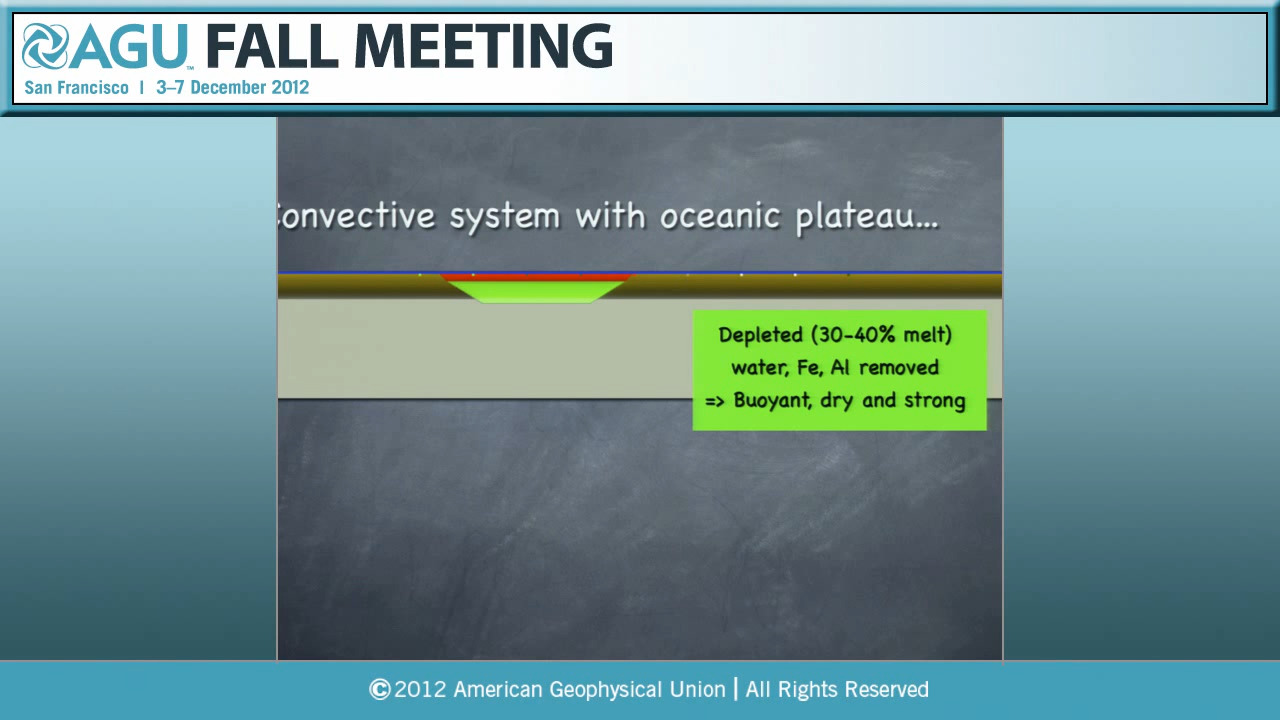 AGU FALL MEETING
San Francisco | 3–7 December 2012
Convective system with oceanic plateau...
Depleted (30-40% melt)
water, Fe, Al removed
=> Buoyant, dry and strong
©2012 American Geophysical Union | All Rights Reserved